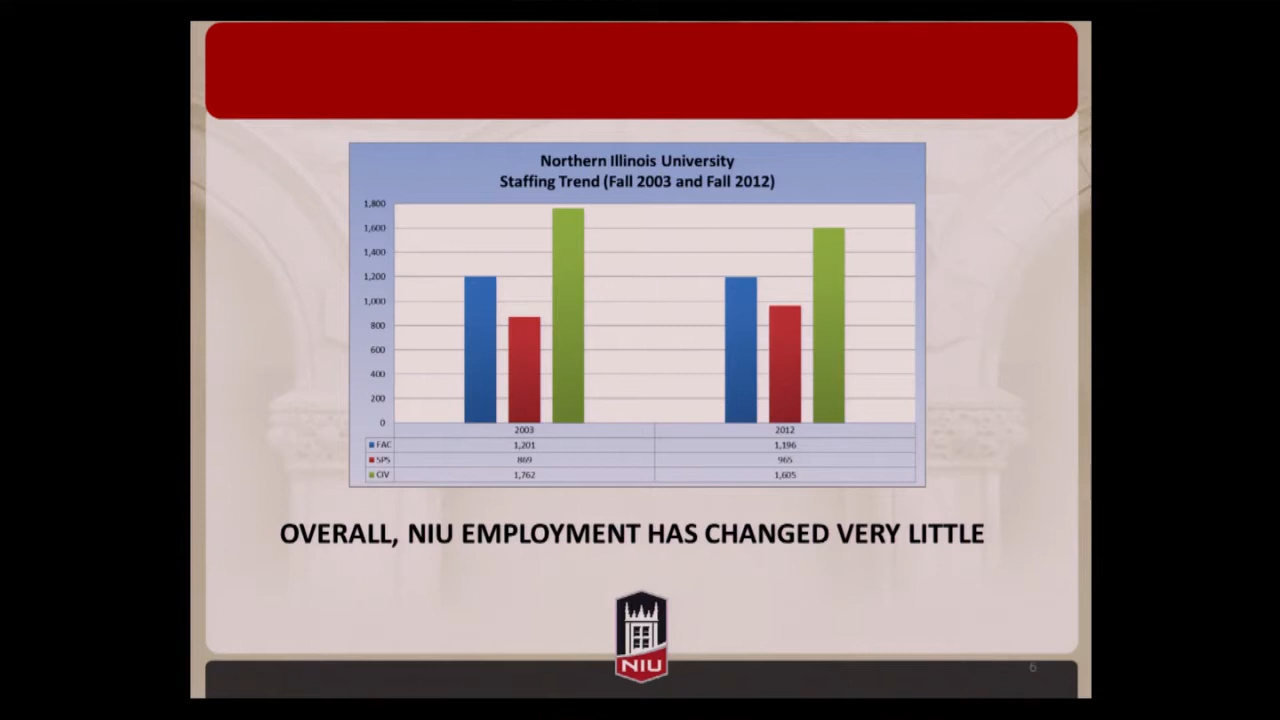 Northern Illinois University
Staffing Trend (Fall 2003 and Fall 2012)
1,800
1,600
1,400
1,200
1,000
800
600
400
200
0
2003 2012
FAC 1,201 1,196
SPS 869 965
CIV 1,762 1,605
OVERALL, NIU EMPLOYMENT HAS CHANGED VERY LITTLE
NIU
6